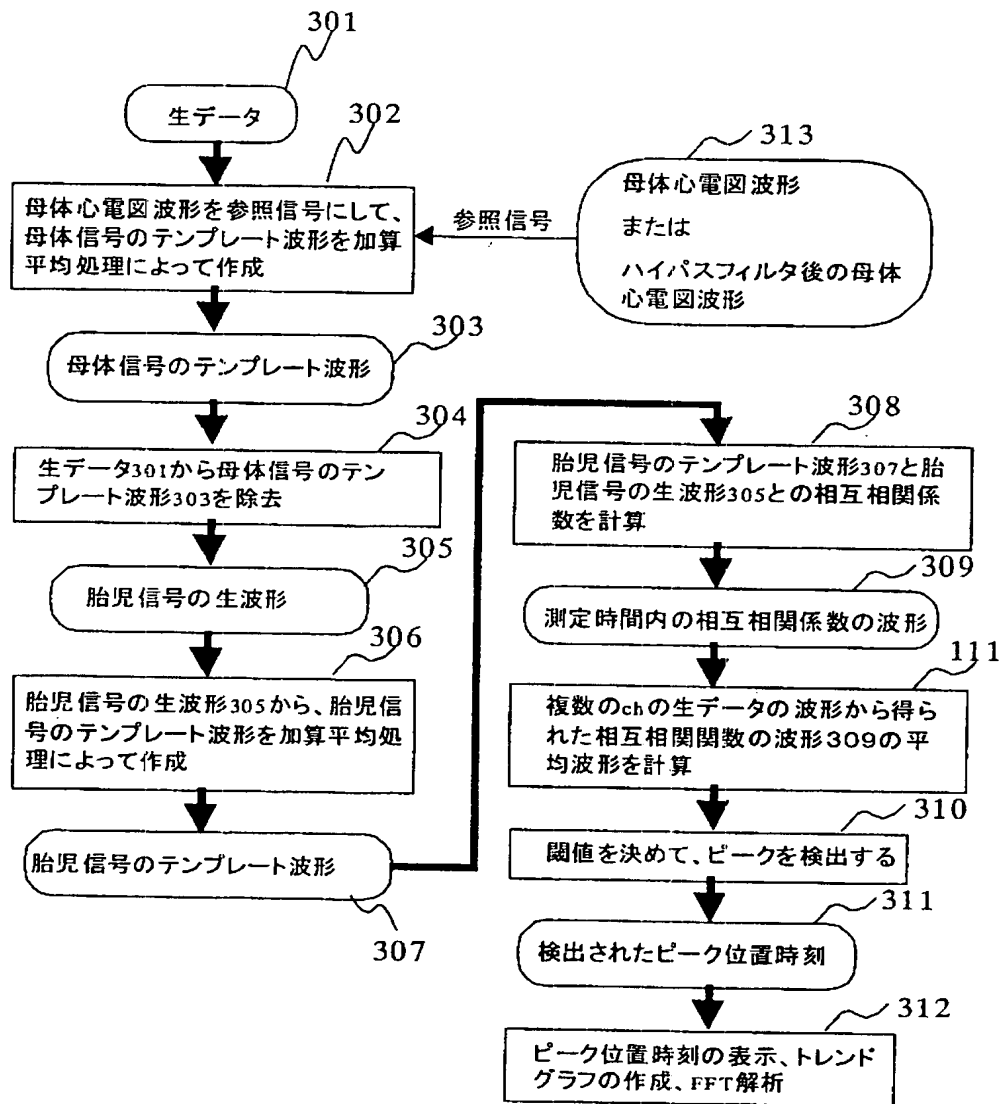 301
生データ
302
母体心電図波形を参照信号にして、
母体信号のテンプレート波形を加算
平均処理によって作成
参照信号
313
母体心電図波形
または
ハイパスフィルタ後の母体
心電図波形
303
母体信号のテンプレート波形
304
生データ301から母体信号のテン
プレート波形303を除去
305
胎児信号の生波形
306
胎児信号の生波形305から、胎児信
号のテンプレート波形を加算平均処
理によって作成
胎児信号のテンプレート波形
307
308
胎児信号のテンプレート波形307と胎
児信号の生波形305との相互相関係
数を計算
309
測定時間内の相互相関係数の波形
111
複数のchの生データの波形から得ら
れた相互相関関数の波形309の平
均波形を計算
310
閾値を決めて、ピークを検出する
311
検出されたピーク位置時刻
312
ピーク位置時刻の表示、トレンド
グラフの作成、FFT解析